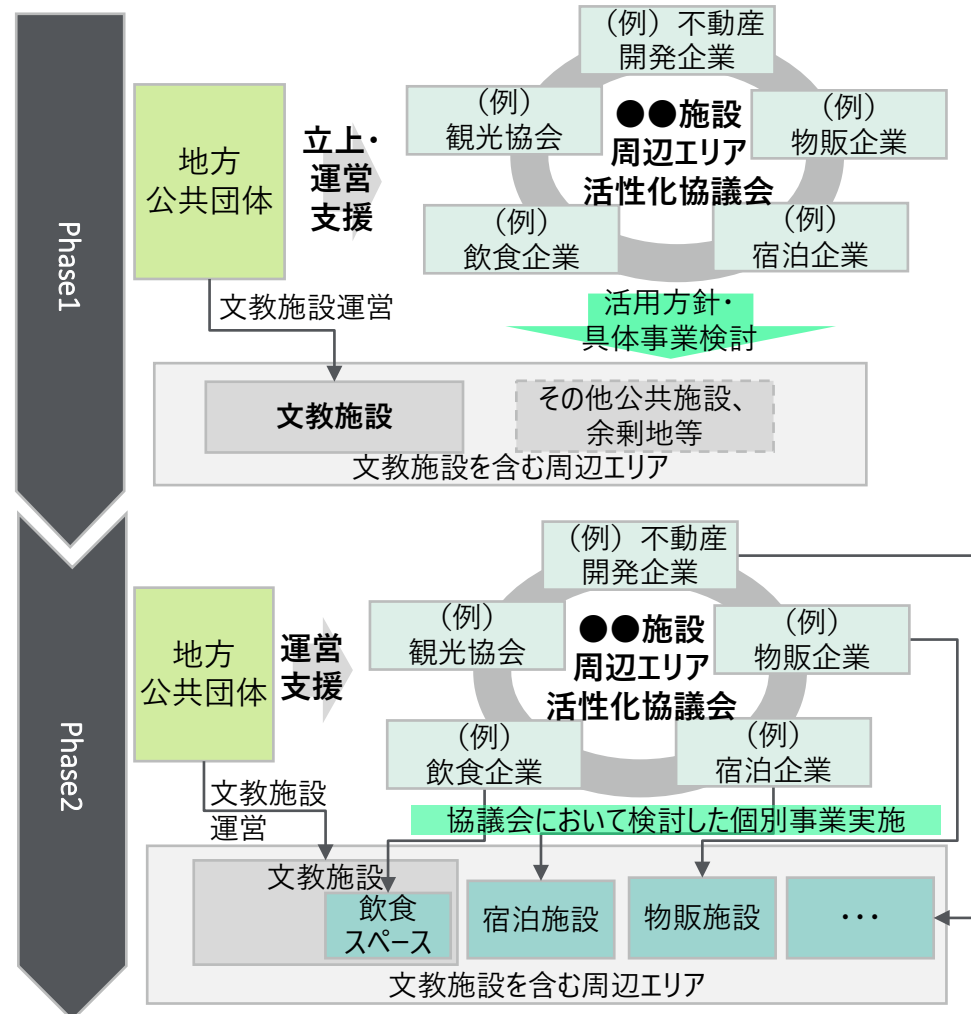 Phase1
地方
公共団体
立上・
運営
支援
（例）不動産
開発企業
（例）
観光協会
（例）
物販企業
●●施設
周辺エリア
活性化協議会
（例）
飲食企業
（例）
宿泊企業
文教施設運営
活用方針・
具体事業検討
文教施設
その他公共施設、
余剰地等
文教施設を含む周辺エリア
Phase2
地方
公共団体
運営
支援
（例）不動産
開発企業
（例）
観光協会
（例）
物販企業
●●施設
周辺エリア
活性化協議会
（例）
飲食企業
（例）
宿泊企業
文教施設
運営
協議会において検討した個別事業実施
文教施設
飲食
スペース
宿泊施設
物販施設
・・・
文教施設を含む周辺エリア